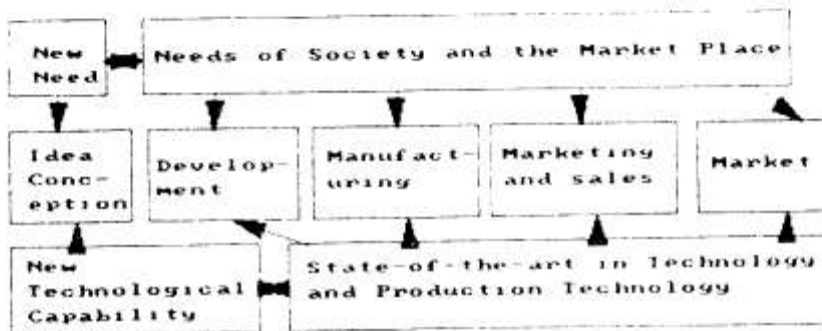 New
Need
Needs of Society and the Market Place
Idea
Conc-
eption
Develop-
ment
Manufact-
uring
Marketing
and sales
Market
New
Technological
Capability
State-of-the-art in Technology
and Production Technology